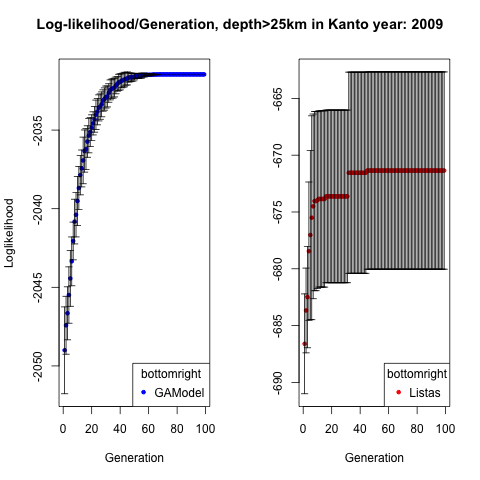 Log-likelihood/Generation, depth>25km in Kanto year: 2009
Loglikelihood
-2035
-2040
-2045
-2050
bottomright
GAModel
0 20 40 60 80 100
Generation
-665
-670
-675
-680
-685
-690
bottomright
Listas
0 20 40 60 80 100
Generation